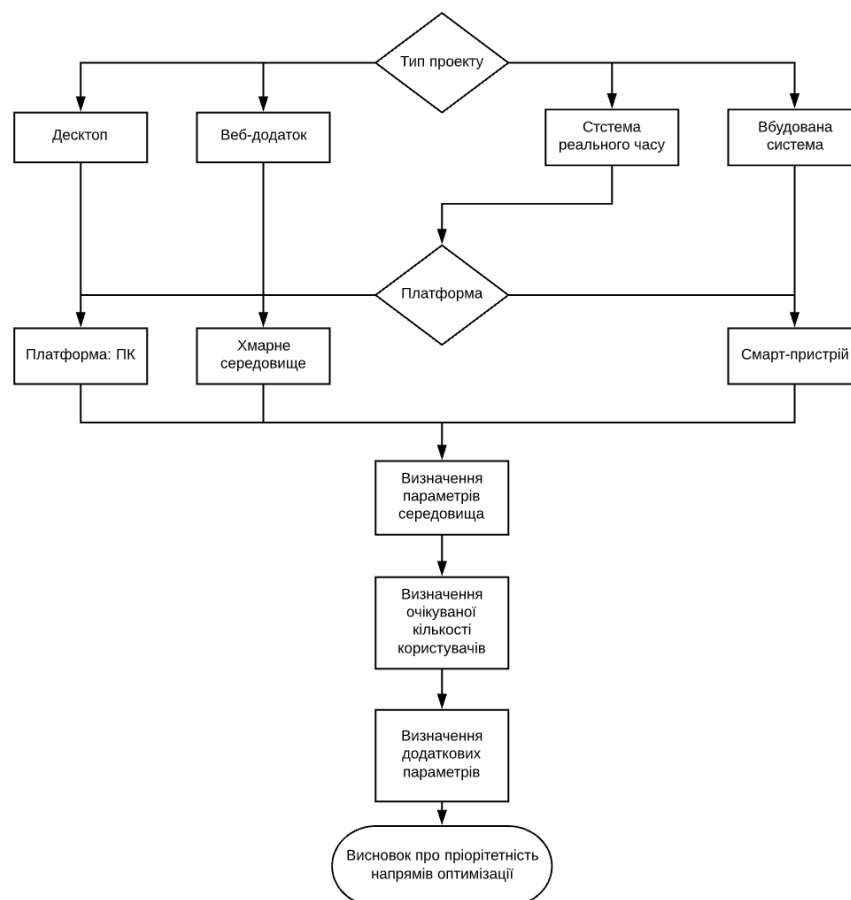 Тип проекту
Десктоп
Веб-додаток
Стстема
реального часу
Вбудована
система
Платформа
Платформа: ПК
Хмарне
середовище
Смарт-пристрій
Визначення
параметрів
середовища
Визначення
очікуваної
кількості
користувачів
Визначення
додаткових
параметрів
Висновок про пріорітетність
напрямів оптимізації